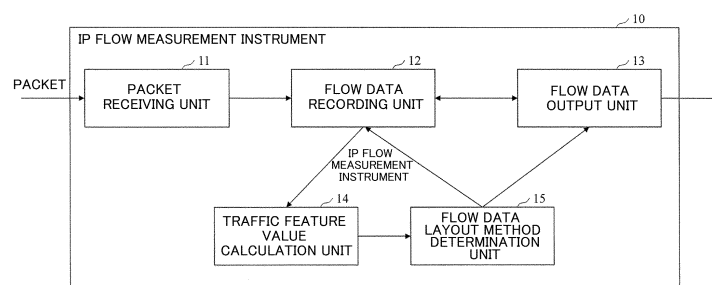 10
IP FLOW MEASUREMENT INSTRUMENT
11
12
13
PACKET
PACKET
RECEIVING UNIT
FLOW DATA
RECORDING UNIT
FLOW DATA
OUTPUT UNIT
IP FLOW
MEASUREMENT
INSTRUMENT
14
15
TRAFFIC FEATURE
VALUE
CALCULATION UNIT
FLOW DATA
LAYOUT METHOD
DETERMINATION
UNIT